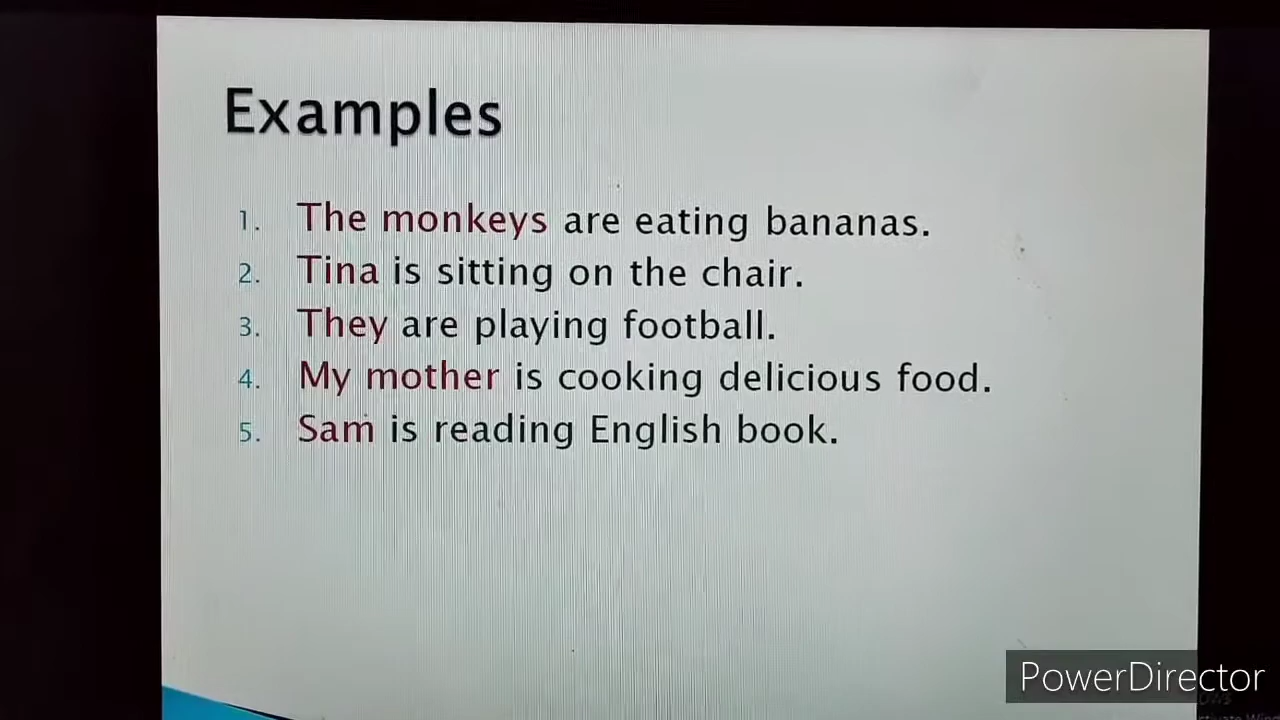 Examples
1. The monkeys are eating bananas.
2. Tina is sitting on the chair.
3. They are playing football.
4. My mother is cooking delicious food.
5. Sam is reading English book.
PowerDirector